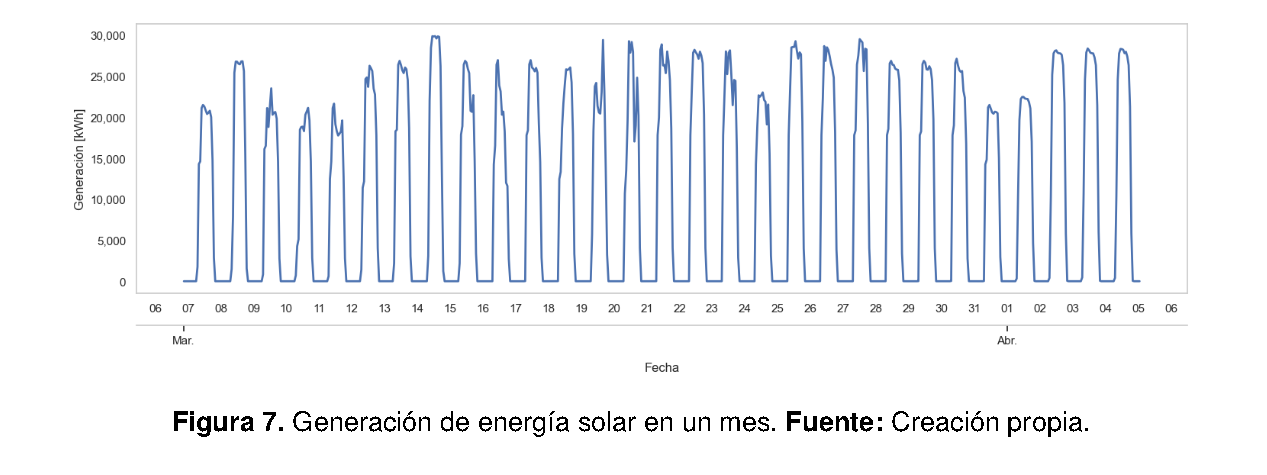 30,000
25,000
20,000
15,000
10,000
5,000
0
Generación [kWh]
06 07 08 09 10 11 12 13 14 15 16 17 18 19 20 21 22 23 24 25 26 27 28 29 30 31 01 02 03 04 05 06
Mar. Abr.
Fecha
Figura 7. Generación de energía solar en un mes. Fuente: Creación propia.